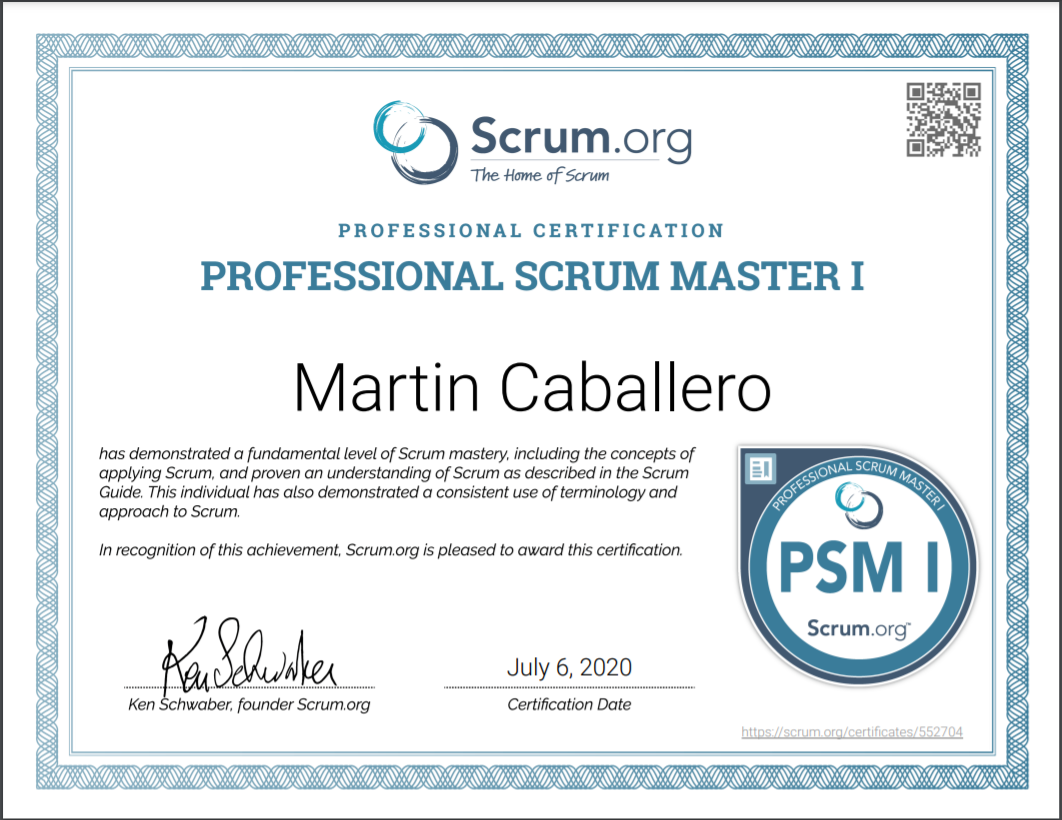 Scrum.org
The Home of Scrum
PROFESSIONAL CERTIFICATION
PROFESSIONAL SCRUM MASTER I
Martin Caballero
has demonstrated a fundamental level of Scrum mastery, including the concepts of
applying Scrum, and proven an understanding of Scrum as described in the Scrum
Guide. This individual has also demonstrated a consistent use of terminology and
approach to Scrum.
In recognition of this achievement, Scrum.org is pleased to award this certification.
PROFESSIONAL SCRUM MASTER I
PSM I
Scrum.org™
Ken Schwaber
Ken Schwaber, founder Scrum.org
July 6, 2020
Certification Date
https://scrum.org/certificates/552704